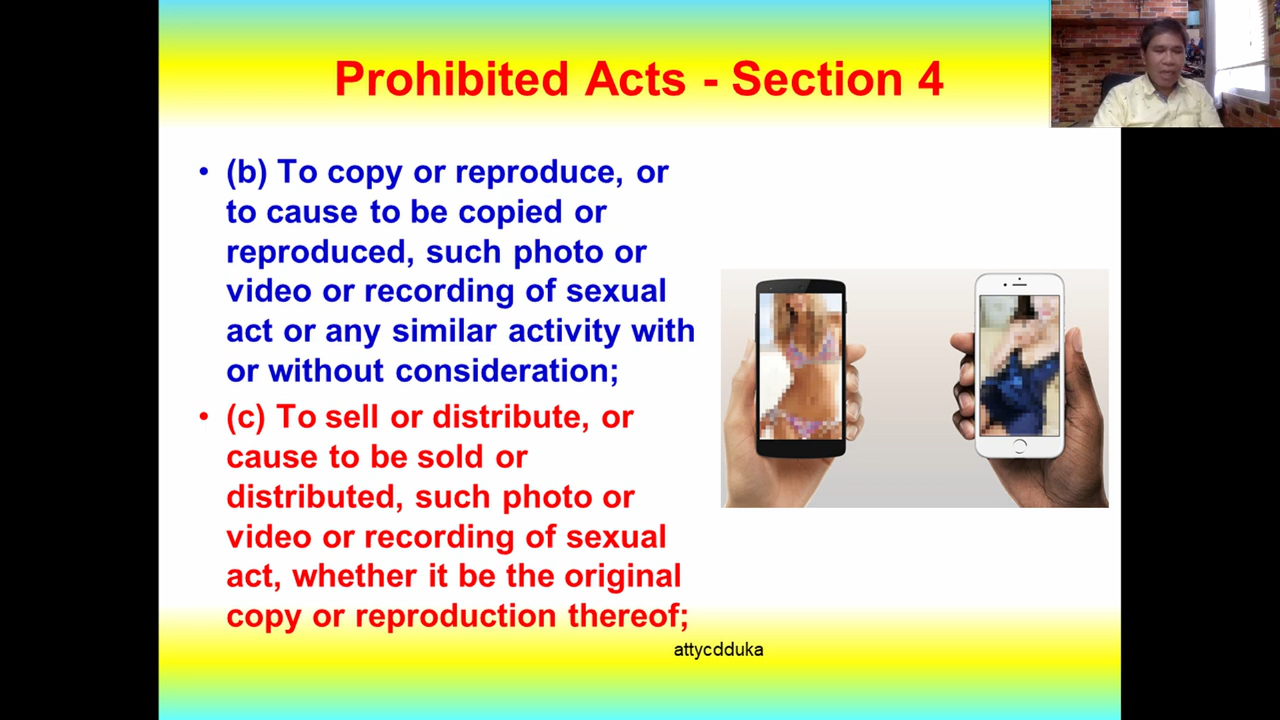 Prohibited Acts - Section 4
• (b) To copy or reproduce, or
to cause to be copied or
reproduced, such photo or
video or recording of sexual
act or any similar activity with
or without consideration;
• (c) To sell or distribute, or
cause to be sold or
distributed, such photo or
video or recording of sexual
act, whether it be the original
copy or reproduction thereof;
attycdduka